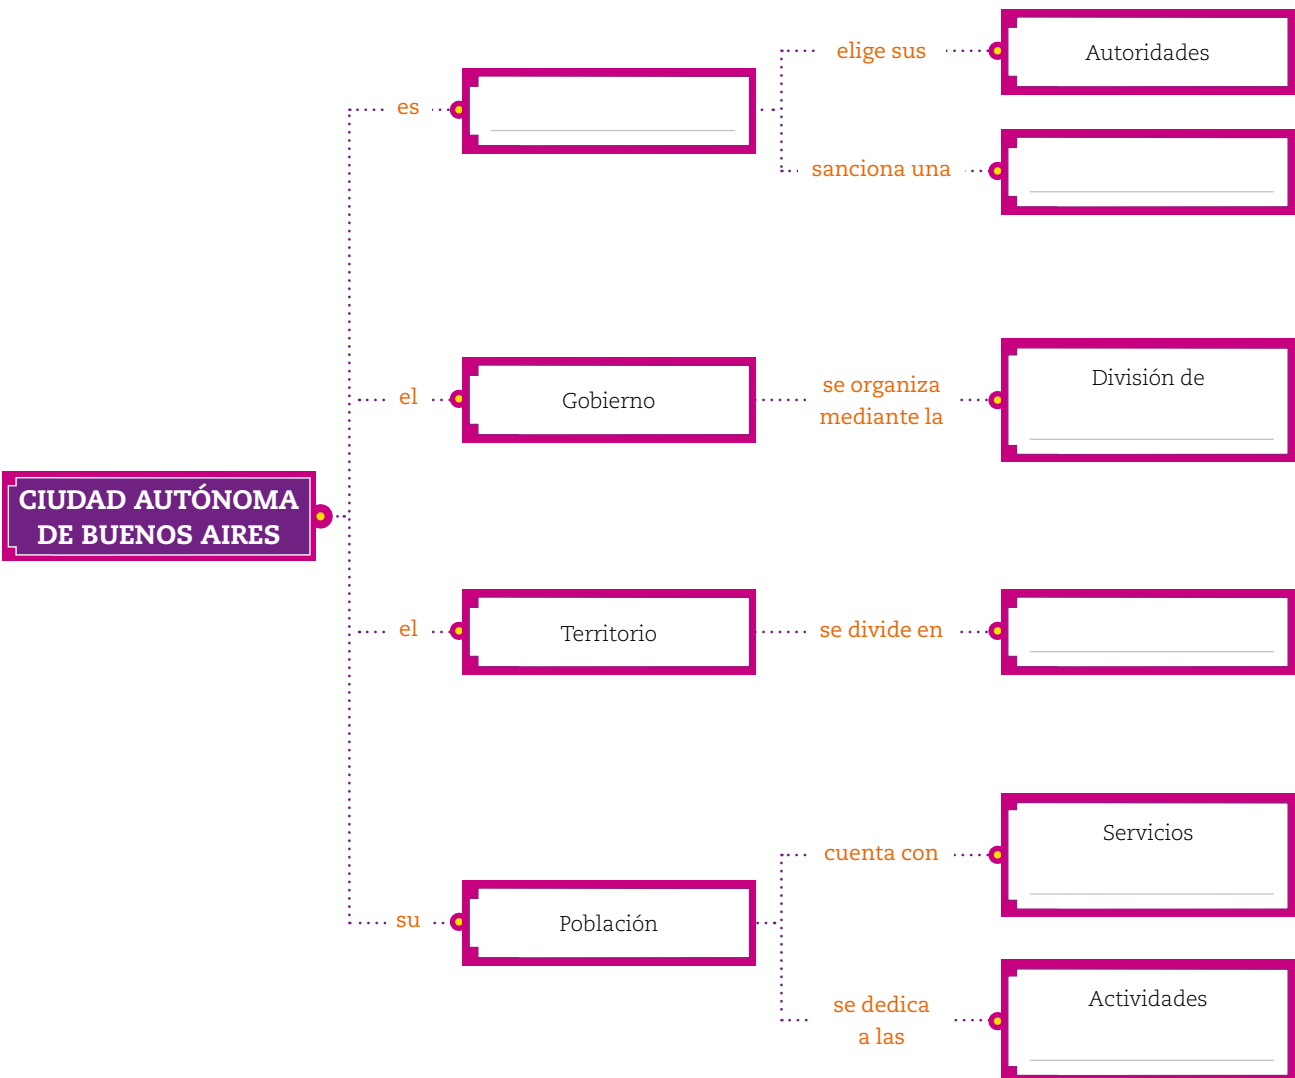 CIUDAD AUTÓNOMA
DE BUENOS AIRES
es
elige sus
Autoridades
sanciona una
el
Gobierno
se organiza
mediante la
División de
el
Territorio
se divide en
su
Población
cuenta con
Servicios
se dedica
a las
Actividades